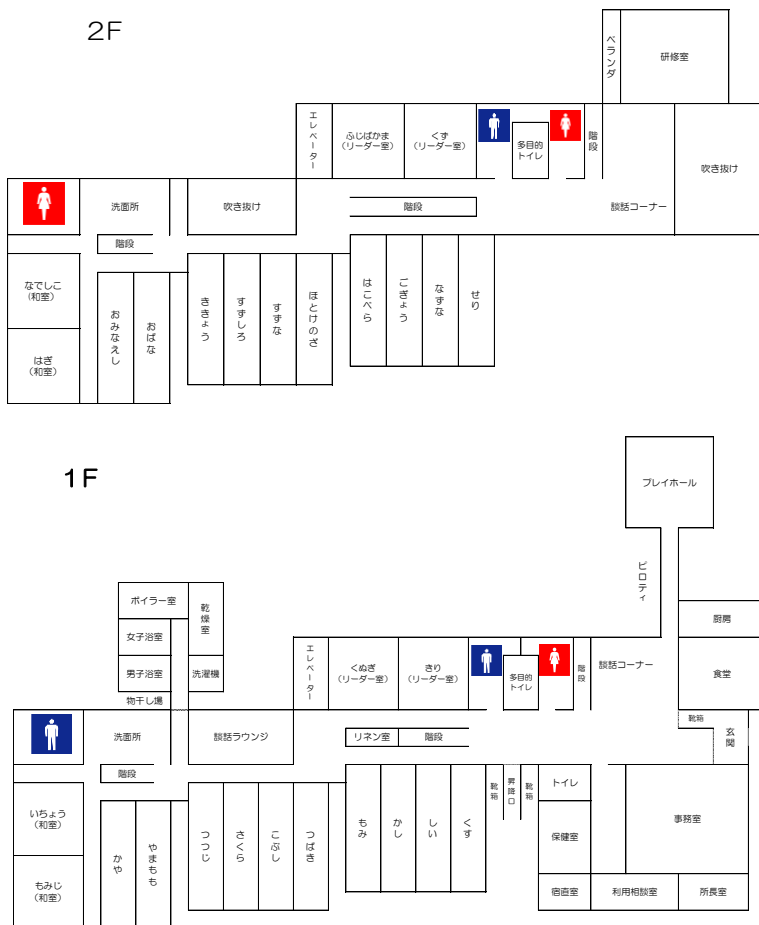 2F
ベランダ
研修室
エレベーター
ふじばかま
(リーダー室)
くず
(リーダー室)
多目的
トイレ
階段
吹き抜け
洗面所
吹き抜け
階段
談話コーナー
階段
なでしこ
(和室)
はぎ
(和室)
おみなえし
おばな
ききょう
すずしろ
すずな
ほとけのざ
はこべら
ごぎょう
なずな
せり
1F
プレイホール
ピロティ
ボイラー室
乾燥室
女子浴室
男子浴室
洗濯機
物干し場
エレベーター
くぬぎ
(リーダー室)
きり
(リーダー室)
多目的
トイレ
階段
談話コーナー
厨房
食堂
洗面所
談話ラウンジ
リネン室
階段
靴箱
玄関
階段
いちょう
(和室)
もみじ
(和室)
かや
やまもも
つつじ
さくら
こぶし
つばき
もみ
かし
しい
くす
靴箱
昇降口
靴箱
トイレ
保健室
事務室
宿直室
利用相談室
所長室